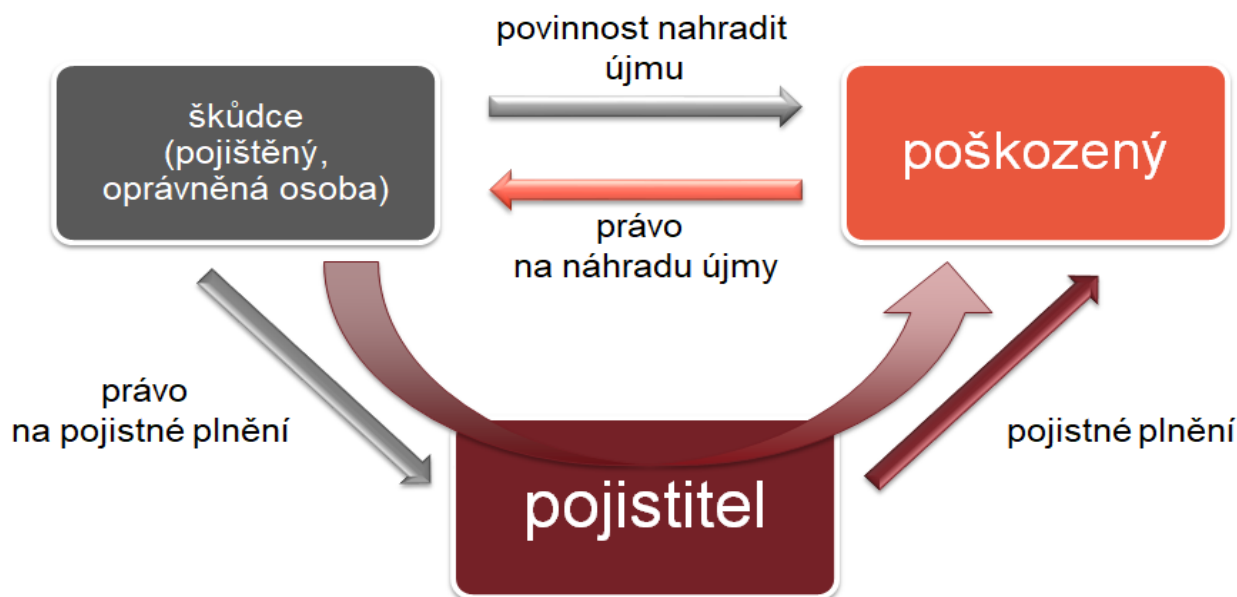 povinnost nahradit
újmu
škůdce
(pojištěný,
oprávněná osoba)
poškozený
právo
na náhradu újmy
právo
na pojistné plnění
pojistné plnění
pojistitel